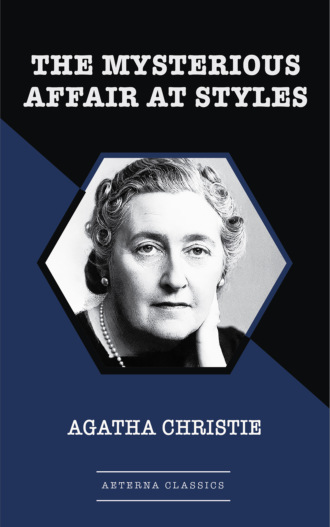 THE MYSTERIOUS
AFFAIR AT STYLES
AGATHA CHRISTIE
AETERNA CLASSICS